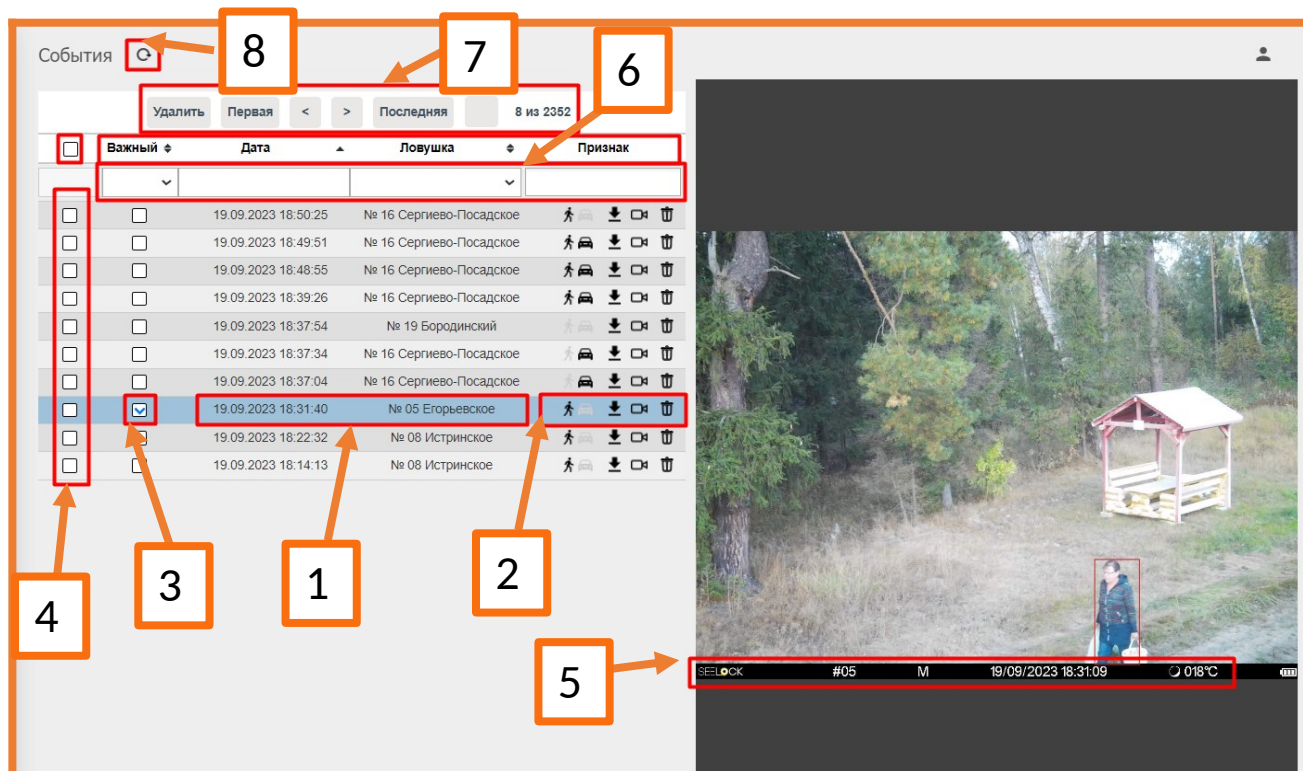 События
8
7
6
Удалить Первая < > Последняя 8 из 2352
Важный Дата Ловушка Признак
19.09.2023 18:50:25 № 16 Сергиево-Посадское
19.09.2023 18:49:51 № 16 Сергиево-Посадское
19.09.2023 18:48:55 № 16 Сергиево-Посадское
19.09.2023 18:39:26 № 16 Сергиево-Посадское
19.09.2023 18:37:54 № 19 Бородинский
19.09.2023 18:37:34 № 16 Сергиево-Посадское
19.09.2023 18:37:04 № 16 Сергиево-Посадское
19.09.2023 18:31:40 № 05 Егорьевское
19.09.2023 18:22:32 № 08 Истринское
19.09.2023 18:14:13 № 08 Истринское
4
3
1
2
5
SEELOCK #05 M 19/09/2023 18:31:09 018°C